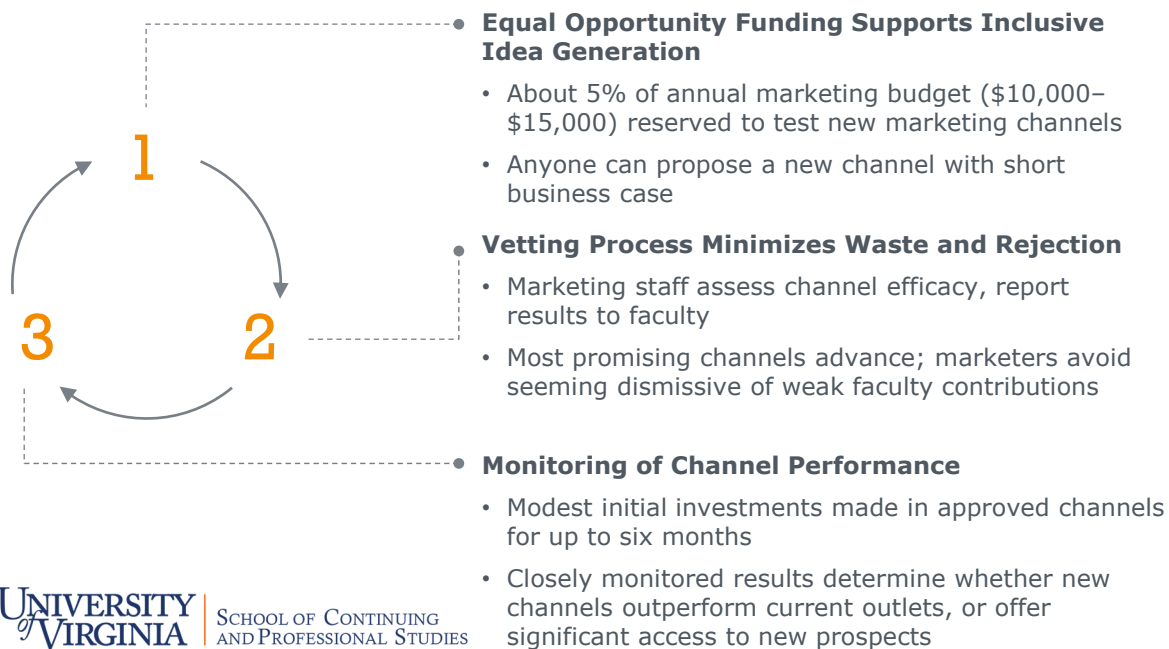 Equal Opportunity Funding Supports Inclusive
Idea Generation
• About 5% of annual marketing budget ($10,000–
$15,000) reserved to test new marketing channels
• Anyone can propose a new channel with short
business case
1
Vetting Process Minimizes Waste and Rejection
• Marketing staff assess channel efficacy, report
results to faculty
• Most promising channels advance; marketers avoid
seeming dismissive of weak faculty contributions
2
3
Monitoring of Channel Performance
• Modest initial investments made in approved channels
for up to six months
• Closely monitored results determine whether new
channels outperform current outlets, or offer
significant access to new prospects
UNIVERSITY
of VIRGINIA
SCHOOL OF CONTINUING
AND PROFESSIONAL STUDIES